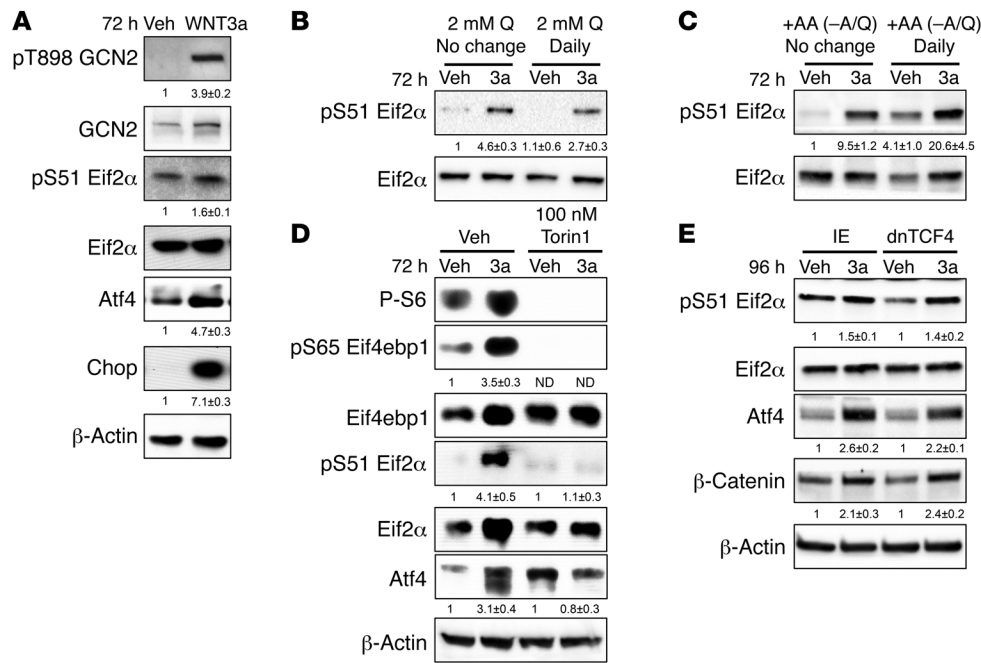 A
72 h Veh WNT3a
pT898 GCN2
1 3.9±0.2
GCN2
pS51 Eif2α
1 1.6±0.1
Eif2α
Atf4
1 4.7±0.3
Chop
1 7.1±0.3
β-Actin
B
2 mM Q 2 mM Q
No change Daily
72 h Veh 3a Veh 3a
pS51 Eif2α
1 4.6±0.3 1.1±0.6 2.7±0.3
Eif2α
C
+AA (–A/Q) +AA (–A/Q)
No change Daily
72 h Veh 3a Veh 3a
pS51 Eif2α
1 9.5±1.2 4.1±1.0 20.6±4.5
Eif2α
D
100 nM
Veh Torin1
72 h Veh 3a Veh 3a
P-S6
pS65 Eif4ebp1
1 3.5±0.3 ND ND
Eif4ebp1
pS51 Eif2α
1 4.1±0.5 1 1.1±0.3
Eif2α
Atf4
1 3.1±0.4 1 0.8±0.3
β-Actin
E
IE dnTCF4
96 h Veh 3a Veh 3a
pS51 Eif2α
1 1.5±0.1 1 1.4±0.2
Eif2α
Atf4
1 2.6±0.2 1 2.2±0.1
β-Catenin
1 2.1±0.3 1 2.4±0.2
β-Actin